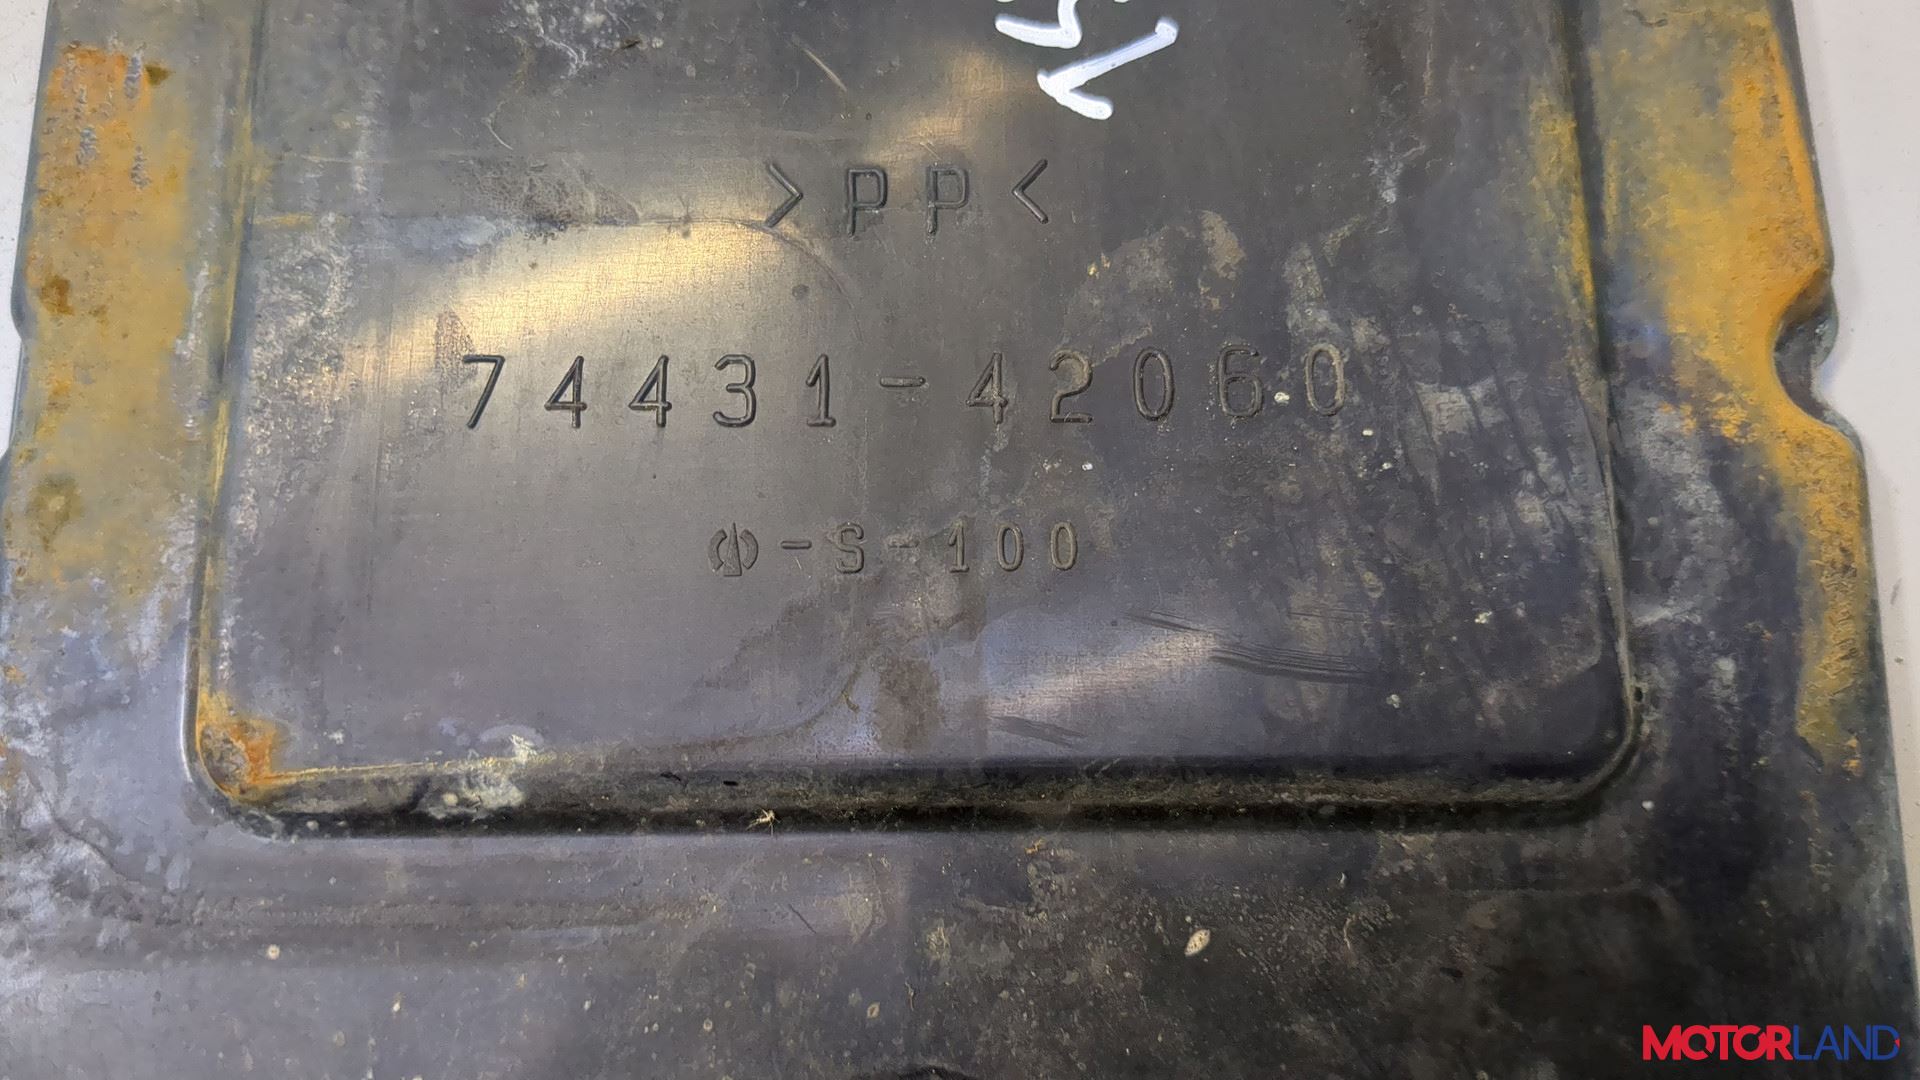 >PP<
74431-42060
-S-100
MOTORLAND